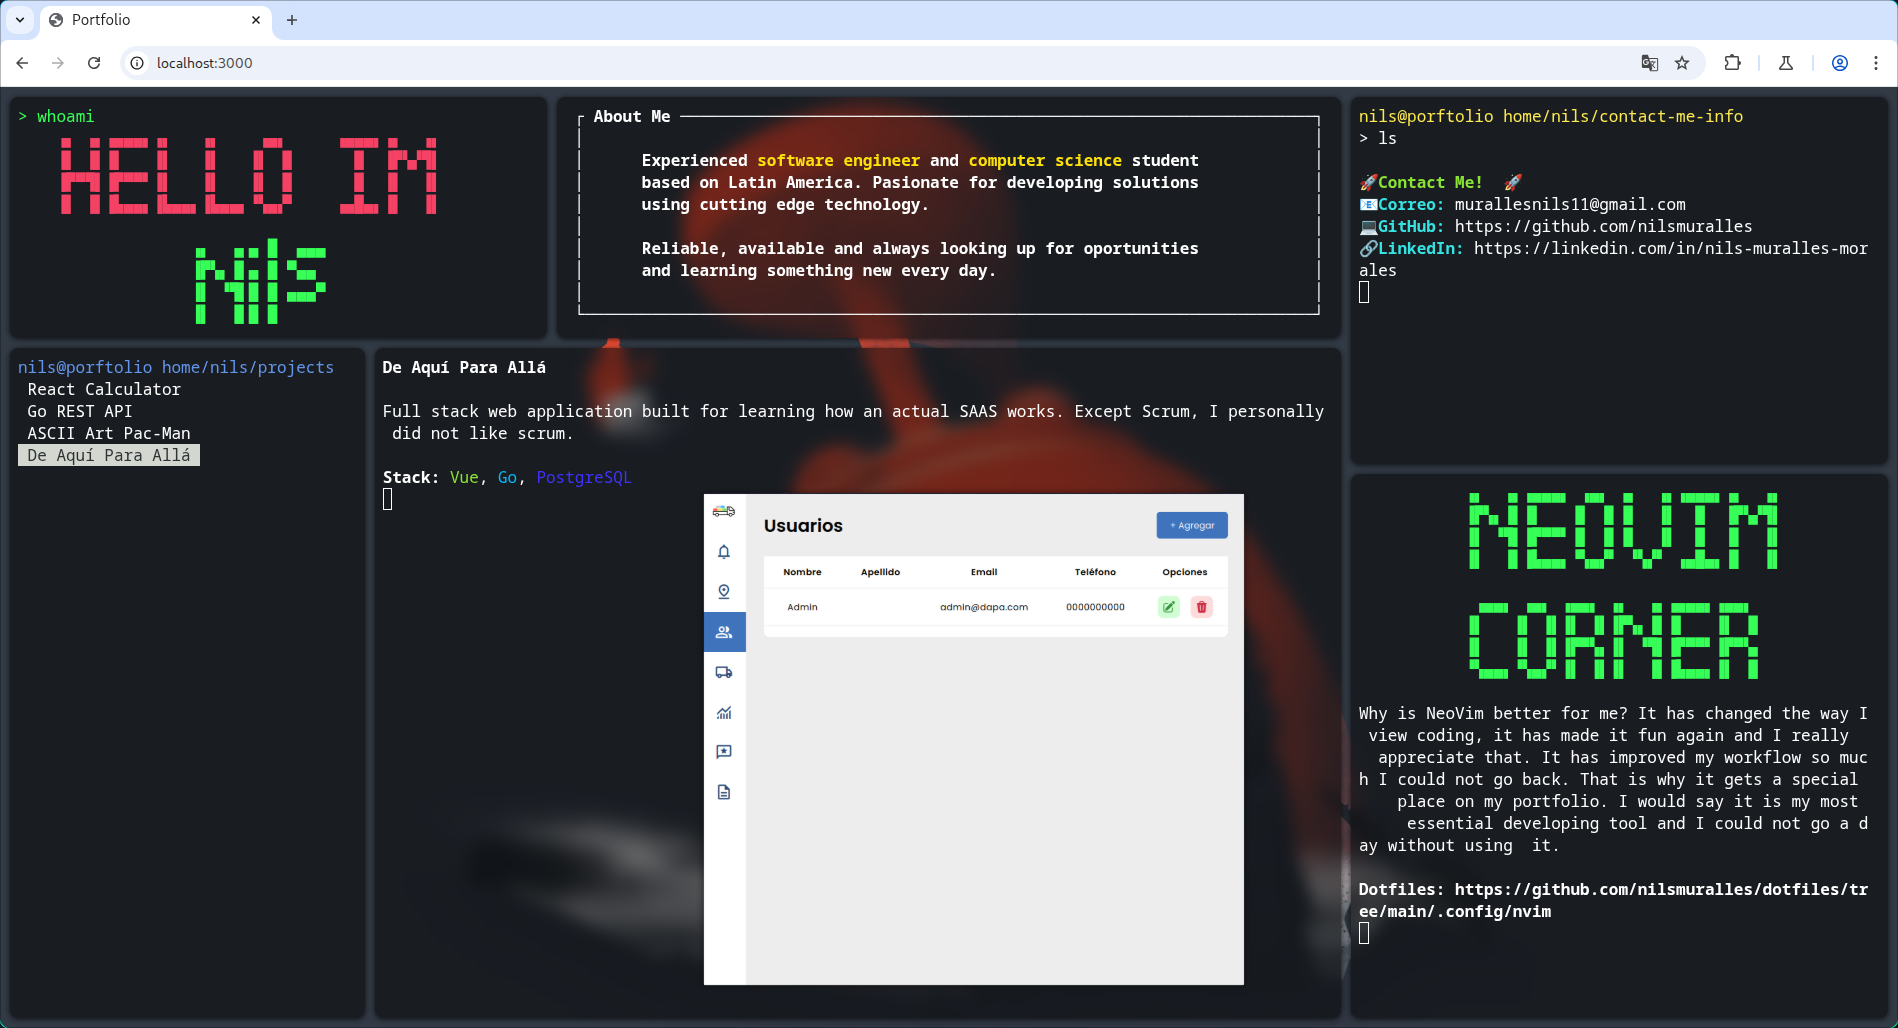 Portfolio
localhost:3000
> whoami
HELLO IM
Nils
About Me
Experienced software engineer and computer science student
based on Latin America. Pasionate for developing solutions
using cutting edge technology.
Reliable, available and always looking up for oportunities
and learning something new every day.
nils@porftolio home/nils/contact-me-info
> ls
🚀Contact Me! 🚀
📧Correo: murallesnils11@gmail.com
💻GitHub: https://github.com/nilsmuralles
🔗LinkedIn: https://linkedin.com/in/nils-muralles-mor
ales
nils@porftolio home/nils/projects
React Calculator
Go REST API
ASCII Art Pac-Man
De Aquí Para Allá
De Aquí Para Allá
Full stack web application built for learning how an actual SAAS works. Except Scrum, I personally
did not like scrum.
Stack: Vue, Go, PostgreSQL
Usuarios
+ Agregar
Nombre Apellido Email Teléfono Opciones
Admin admin@dapa.com 0000000000
NEOVIM
CORNER
Why is NeoVim better for me? It has changed the way I
view coding, it has made it fun again and I really
appreciate that. It has improved my workflow so muc
h I could not go back. That is why it gets a special
place on my portfolio. I would say it is my most
essential developing tool and I could not go a d
ay without using  it.
Dotfiles: https://github.com/nilsmuralles/dotfiles/tr
ee/main/.config/nvim